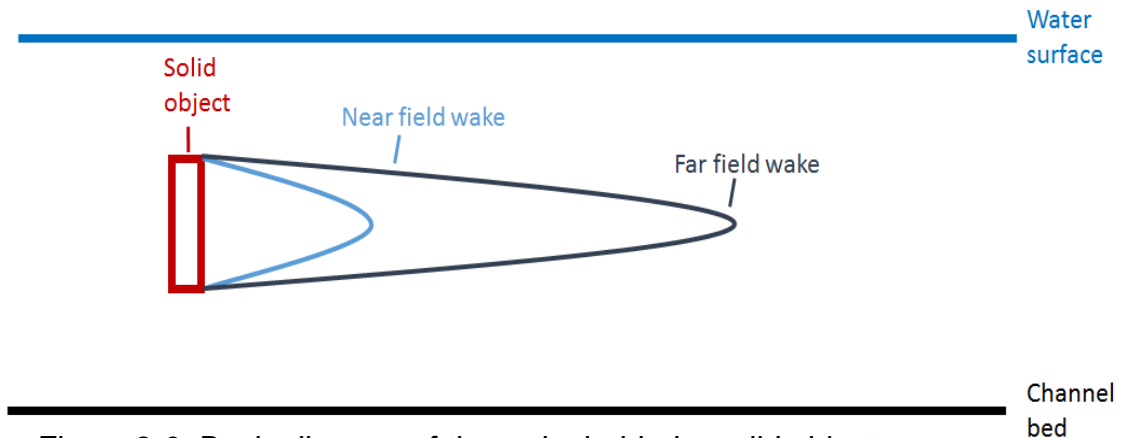 Water
surface
Solid
object
Near field wake
Far field wake
Channel
bed